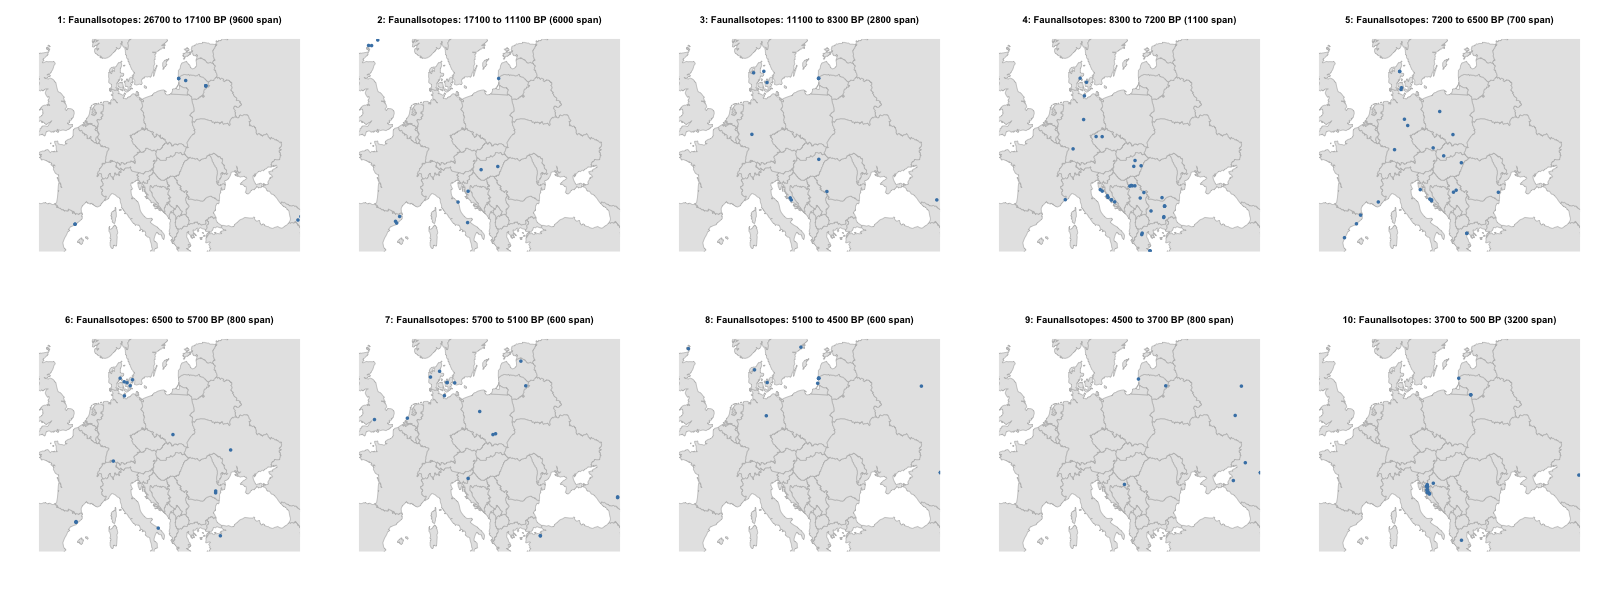 1: FaunalIsotopes: 26700 to 17100 BP (9600 span)
2: FaunalIsotopes: 17100 to 11100 BP (6000 span)
3: FaunalIsotopes: 11100 to 8300 BP (2800 span)
4: FaunalIsotopes: 8300 to 7200 BP (1100 span)
5: FaunalIsotopes: 7200 to 6500 BP (700 span)
6: FaunalIsotopes: 6500 to 5700 BP (800 span)
7: FaunalIsotopes: 5700 to 5100 BP (600 span)
8: FaunalIsotopes: 5100 to 4500 BP (600 span)
9: FaunalIsotopes: 4500 to 3700 BP (800 span)
10: FaunalIsotopes: 3700 to 500 BP (3200 span)